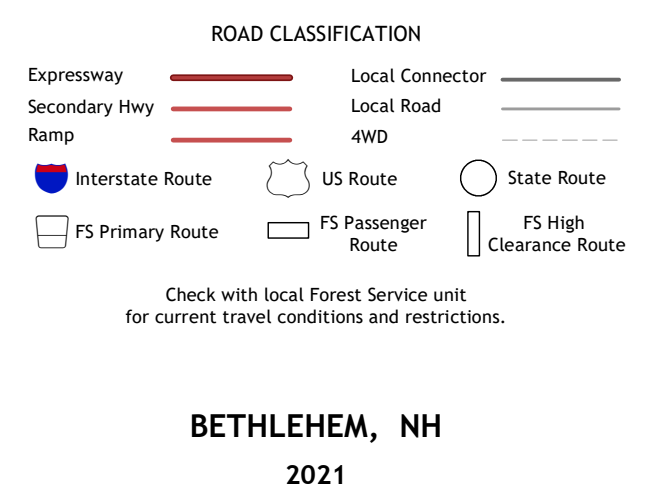 ROAD CLASSIFICATION
Expressway
Local Connector
Secondary Hwy
Local Road
Ramp
4WD
Interstate Route
US Route
State Route
FS Primary Route
FS Passenger
Route
FS High
Clearance Route
Check with local Forest Service unit
for current travel conditions and restrictions.
BETHLEHEM, NH
2021